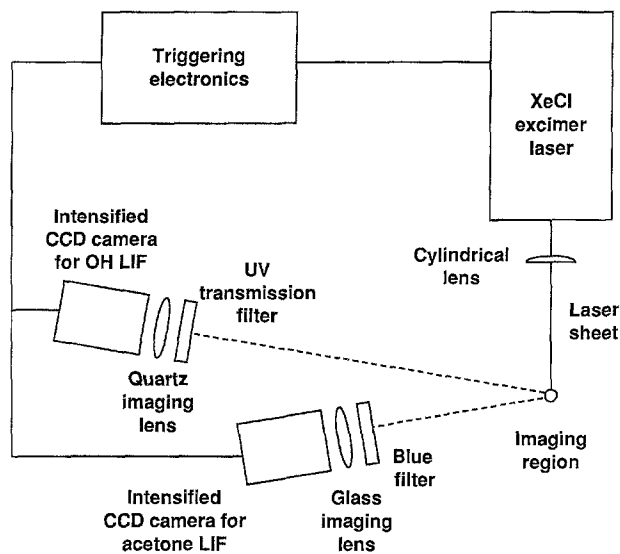 Triggering
electronics
XeCl
excimer
laser
Intensified
CCD camera
for OH LIF
UV
transmission
filter
Cylindrical
lens
Laser
sheet
Quartz
imaging
lens
Blue
filter
Imaging
region
Intensified
CCD camera for
acetone LIF
Glass
imaging
lens